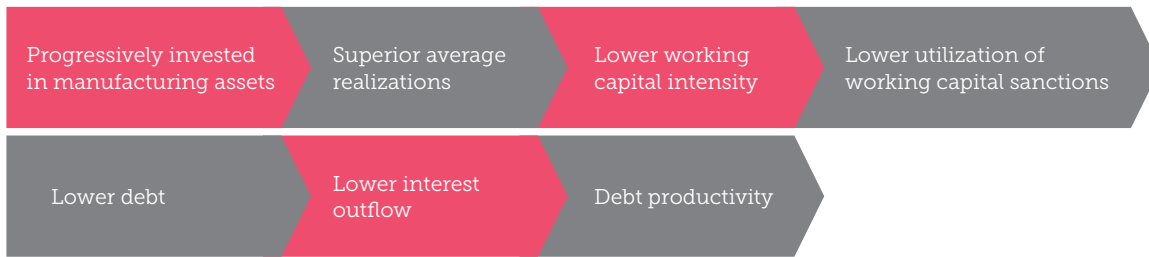 Progressively invested
in manufacturing assets
Superior average
realizations
Lower working
capital intensity
Lower utilization of
working capital sanctions
Lower debt
Lower interest
outflow
Debt productivity